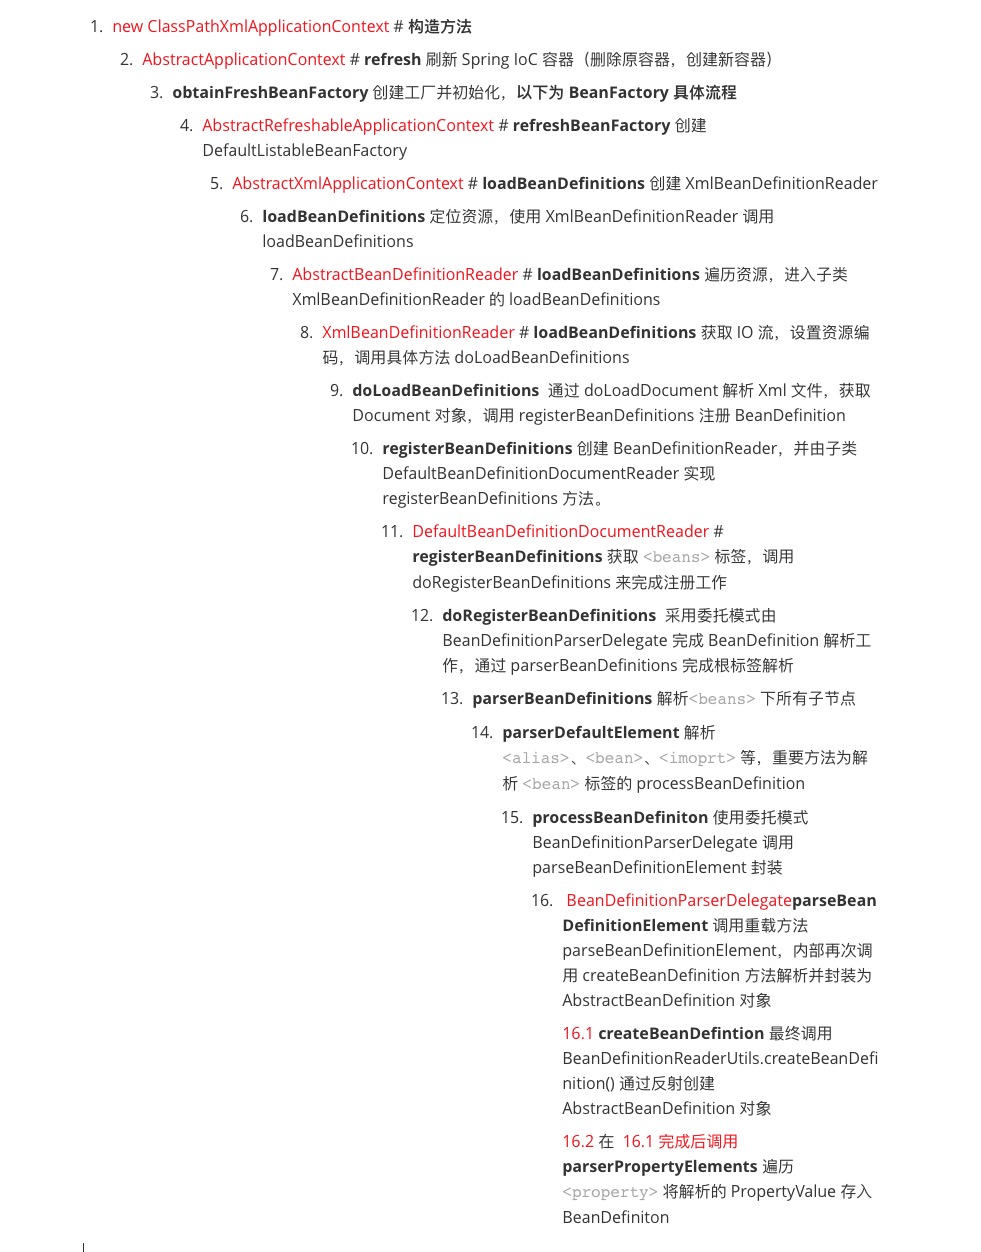 1. new ClassPathXmlApplicationContext # 构造方法
2. AbstractApplicationContext # refresh 刷新 Spring IoC 容器（删除原容器，创建新容器）
3. obtainFreshBeanFactory 创建工厂并初始化，以下为 BeanFactory 具体流程
4. AbstractRefreshableApplicationContext # refreshBeanFactory 创建
DefaultListableBeanFactory
5. AbstractXmlApplicationContext # loadBeanDefinitions 创建 XmlBeanDefinitionReader
6. loadBeanDefinitions 定位资源，使用 XmlBeanDefinitionReader 调用
loadBeanDefinitions
7. AbstractBeanDefinitionReader # loadBeanDefinitions 遍历资源，进入子类
XmlBeanDefinitionReader 的 loadBeanDefinitions
8. XmlBeanDefinitionReader # loadBeanDefinitions 获取 IO 流，设置资源编
码，调用具体方法 doLoadBeanDefinitions
9. doLoadBeanDefinitions 通过 doLoadDocument 解析 Xml 文件，获取
Document 对象，调用 registerBeanDefinitions 注册 BeanDefinition
10. registerBeanDefinitions 创建 BeanDefinitionReader，并由子类
DefaultBeanDefinitionDocumentReader 实现
registerBeanDefinitions 方法。
11. DefaultBeanDefinitionDocumentReader #
registerBeanDefinitions 获取 <beans> 标签，调用
doRegisterBeanDefinitions 来完成注册工作
12. doRegisterBeanDefinitions 采用委托模式由
BeanDefinitionParserDelegate 完成 BeanDefinition 解析工
作，通过 parserBeanDefinitions 完成根标签解析
13. parserBeanDefinitions 解析<beans> 下所有子节点
14. parserDefaultElement 解析
<alias>、<bean>、<imoprt> 等，重要方法为解
析 <bean> 标签的 processBeanDefinition
15. processBeanDefiniton 使用委托模式
BeanDefinitionParserDelegate 调用
parseBeanDefinitionElement 封装
16. BeanDefinitionParserDelegateparseBean
DefinitionElement 调用重载方法
parseBeanDefinitionElement，内部再次调
用 createBeanDefinition 方法解析并封装为
AbstractBeanDefinition 对象
16.1 createBeanDefintion 最终调用
BeanDefinitionReaderUtils.createBeanDefi
nition() 通过反射创建
AbstractBeanDefinition 对象
16.2 在 16.1 完成后调用
parserPropertyElements 遍历
<property> 将解析的 PropertyValue 存入
BeanDefiniton